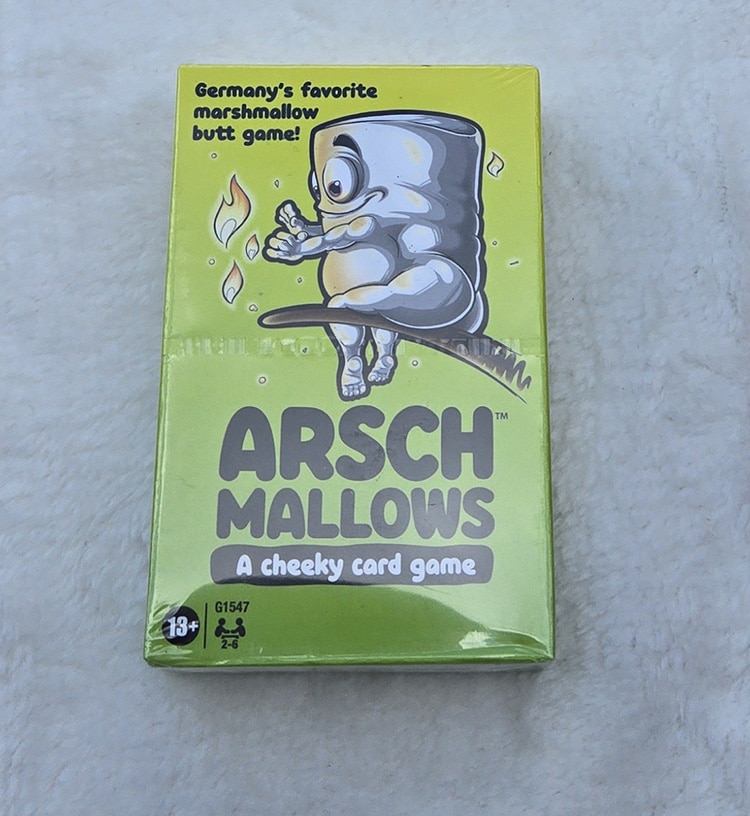 Germany's favorite
marshmallow
butt game!
ARSCH™
MALLOWS
A cheeky card game
13+
G1547
2-6